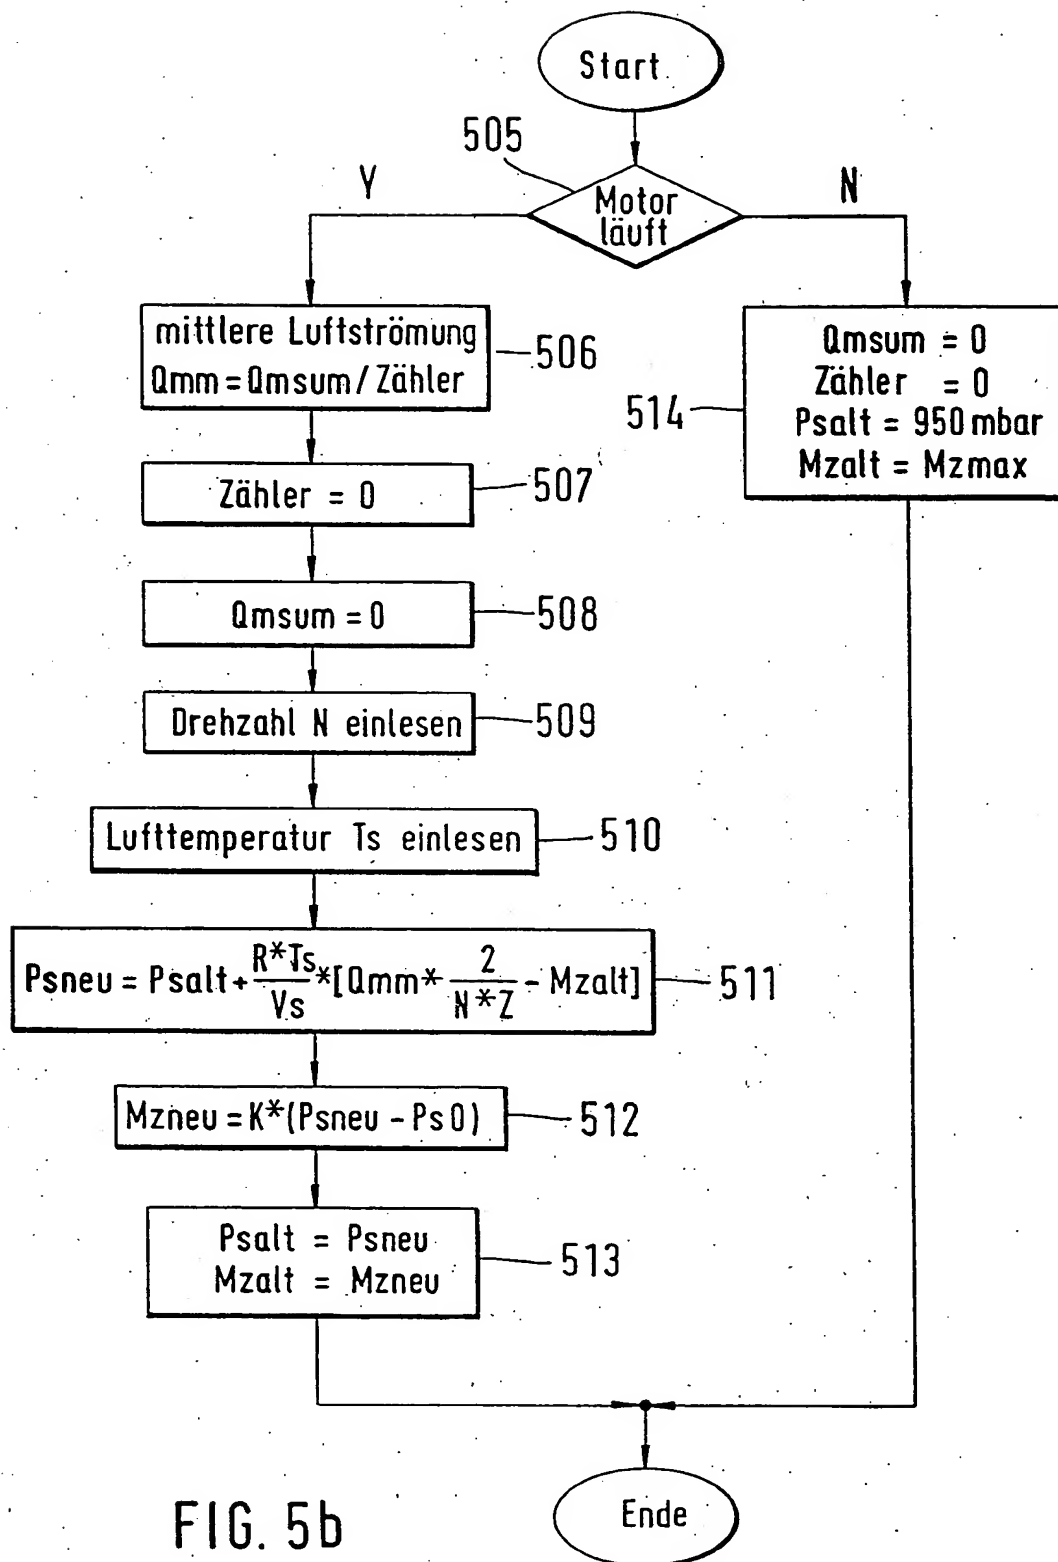 Start
505
Y
N
Motor
läuft
mittlere Luftströmung
Qmm = Qmsum / Zähler
506
Qmsum = 0
Zähler = 0
Psalt = 950 mbar
Mzalt = Mzmax
514
Zähler = 0
507
Qmsum = 0
508
Drehzahl N einlesen
509
Lufttemperatur Ts einlesen
510
Psneu = Psalt + R*Ts/Vs * [Qmm * 2/N*Z - Mzalt]
511
Mzneu = K*(Psneu - Ps0)
512
Psalt = Psneu
Mzalt = Mzneu
513
Ende
FIG. 5b